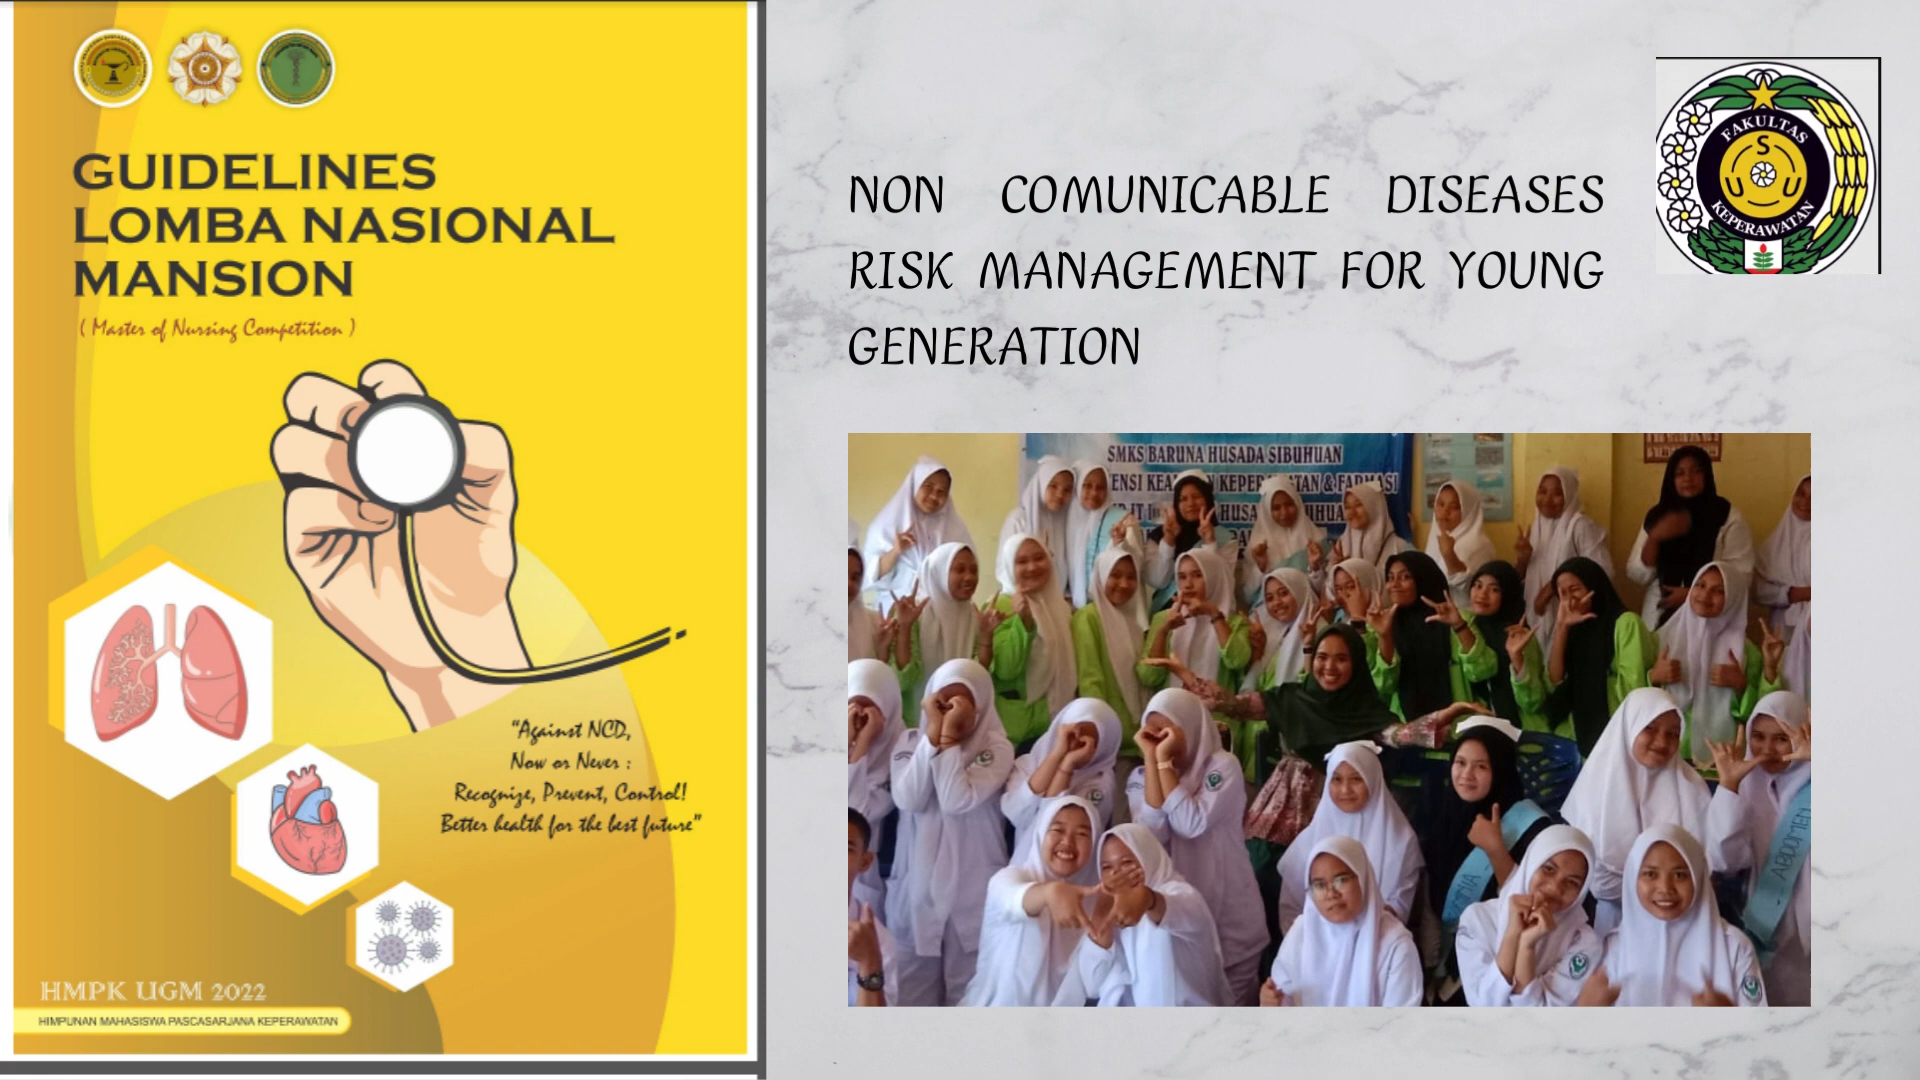 GUIDELINES
LOMBA NASIONAL
MANSION
( Master of Nursing Competition )
"Against NCD,
Now or Never :
Recognize, Prevent, Control!
Better health for the best future"
HMPK UGM 2022
HIMPUNAN MAHASISWA PASCASARJANA KEPERAWATAN
NON COMUNICABLE DISEASES
RISK MANAGEMENT FOR YOUNG
GENERATION
FAKULTAS
S
U U
KEPERAWATAN
SMKS BARUNA HUSADA SIBUHUAN
ABDOMEN